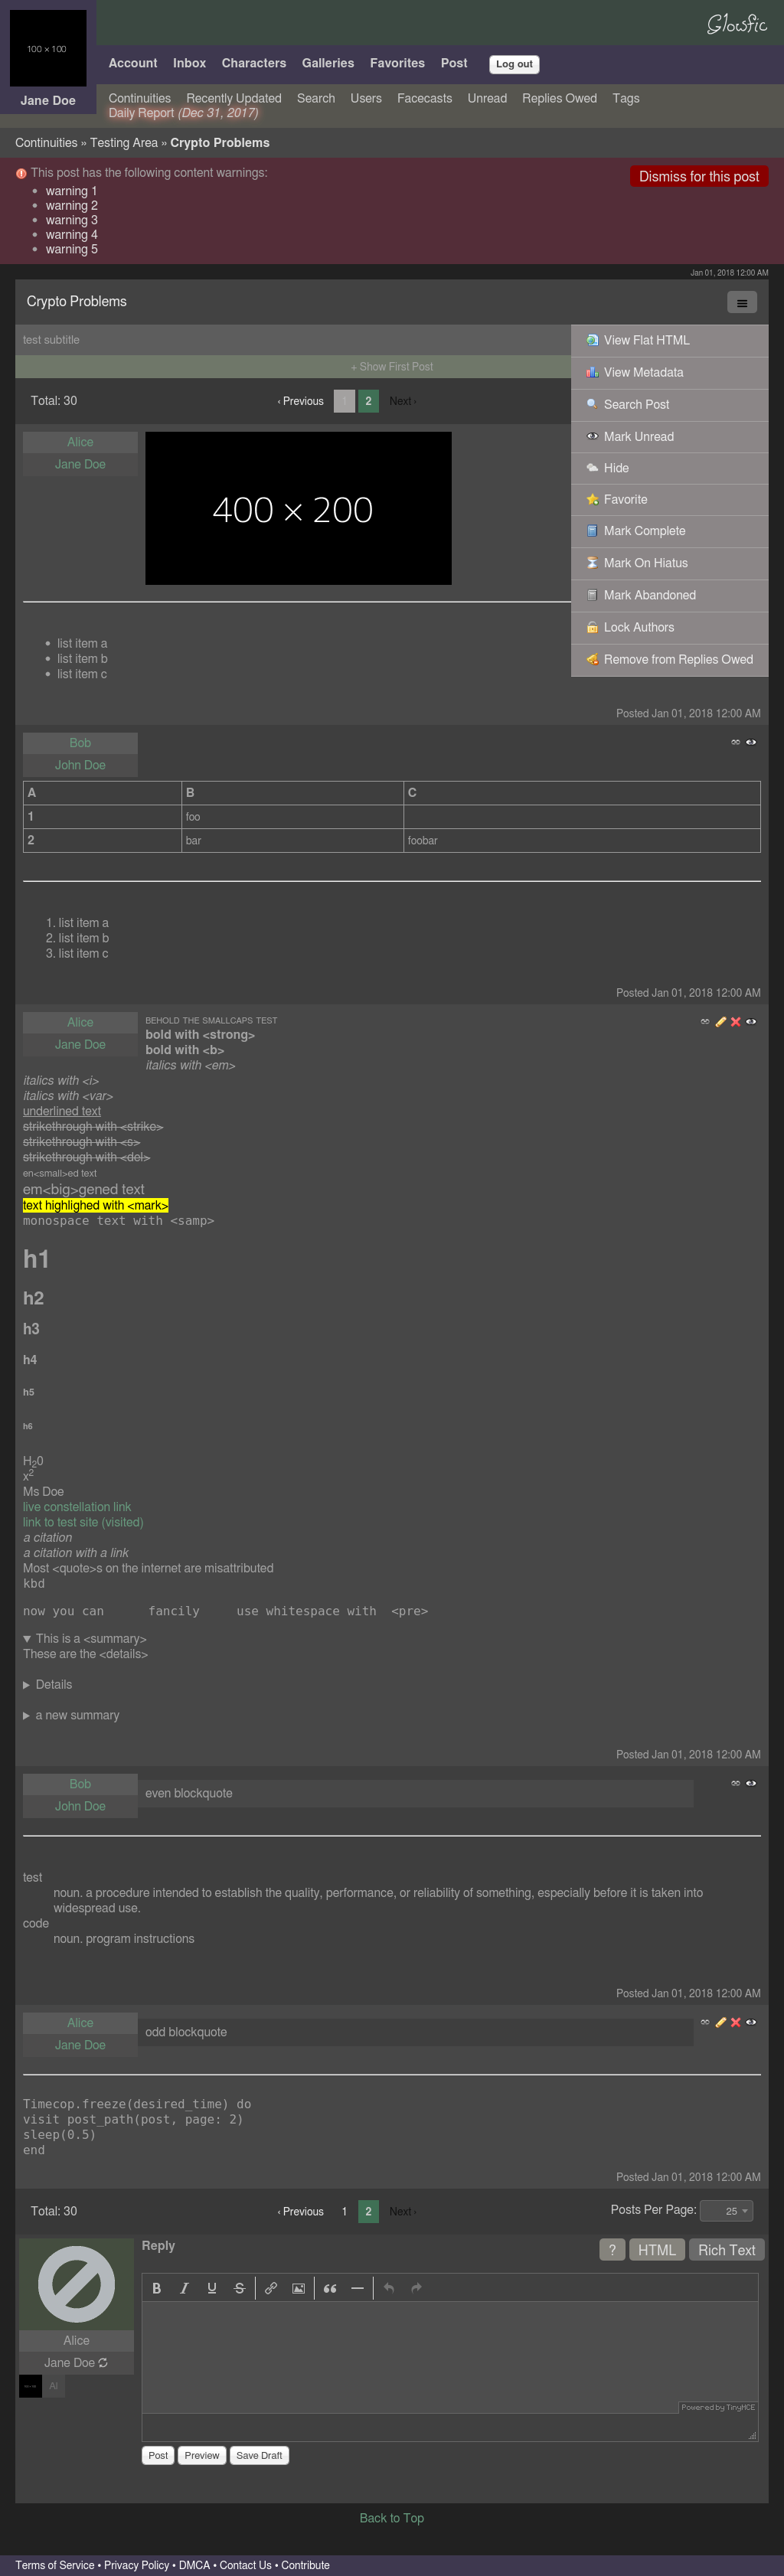 Glowfic
100 × 100
Account Inbox Characters Galleries Favorites Post Log out
Jane Doe
Continuities Recently Updated Search Users Facecasts Unread Replies Owed Tags
Daily Report (Dec 31, 2017)
Continuities » Testing Area » Crypto Problems
This post has the following content warnings:
Dismiss for this post
• warning 1
• warning 2
• warning 3
• warning 4
• warning 5
Jan 01, 2018 12:00 AM
Crypto Problems
test subtitle
+ Show First Post
Total: 30 ‹ Previous 1 2 Next ›
View Flat HTML
View Metadata
Search Post
Mark Unread
Hide
Favorite
Mark Complete
Mark On Hiatus
Mark Abandoned
Lock Authors
Remove from Replies Owed
Alice
Jane Doe
400 × 200
• list item a
• list item b
• list item c
Posted Jan 01, 2018 12:00 AM
Bob
John Doe
A B C
1 foo
2 bar foobar
1. list item a
2. list item b
3. list item c
Posted Jan 01, 2018 12:00 AM
Alice
Jane Doe
BEHOLD THE SMALLCAPS TEST
bold with <strong>
bold with <b>
italics with <em>
italics with <i>
italics with <var>
underlined text
strikethrough with <strike>
strikethrough with <s>
strikethrough with <del>
en<small>ed text
em<big>gened text
text highlighed with <mark>
monospace text with <samp>
h1
h2
h3
h4
h5
h6
H20
x2
Ms Doe
live constellation link
link to test site (visited)
a citation
a citation with a link
Most <quote>s on the internet are misattributed
kbd
now you can      fancily     use whitespace with  <pre>
▼ This is a <summary>
These are the <details>
► Details
► a new summary
Posted Jan 01, 2018 12:00 AM
Bob
John Doe
even blockquote
test
noun. a procedure intended to establish the quality, performance, or reliability of something, especially before it is taken into
widespread use.
code
noun. program instructions
Posted Jan 01, 2018 12:00 AM
Alice
Jane Doe
odd blockquote
Timecop.freeze(desired_time) do
visit post_path(post, page: 2)
sleep(0.5)
end
Posted Jan 01, 2018 12:00 AM
Total: 30 ‹ Previous 1 2 Next › Posts Per Page: 25
Reply
? HTML Rich Text
B I U S
Alice
Jane Doe
Al
Powered by TinyMCE
Post Preview Save Draft
Back to Top
Terms of Service • Privacy Policy • DMCA • Contact Us • Contribute